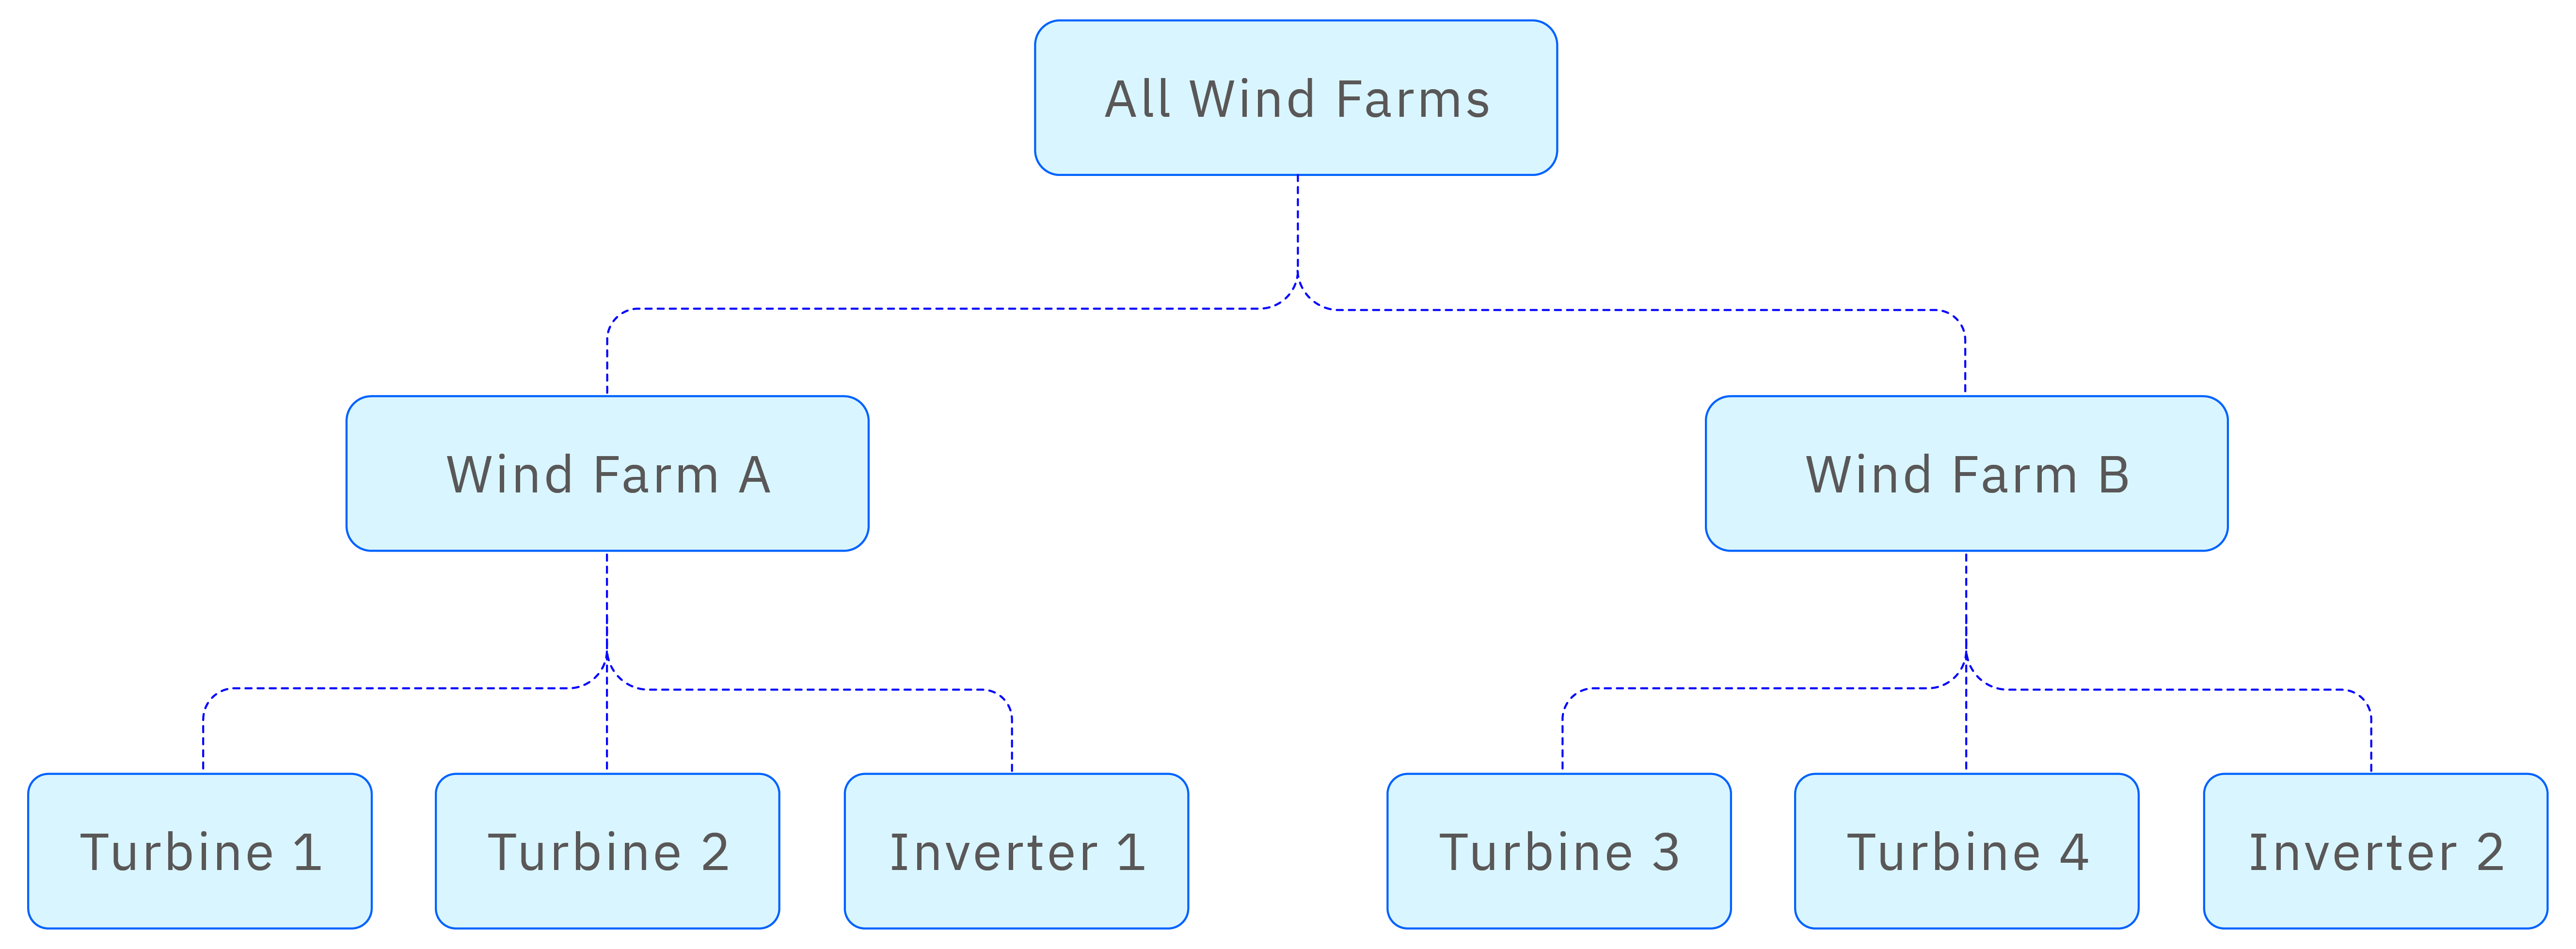 All Wind Farms
Wind Farm A
Wind Farm B
Turbine 1
Turbine 2
Inverter 1
Turbine 3
Turbine 4
Inverter 2